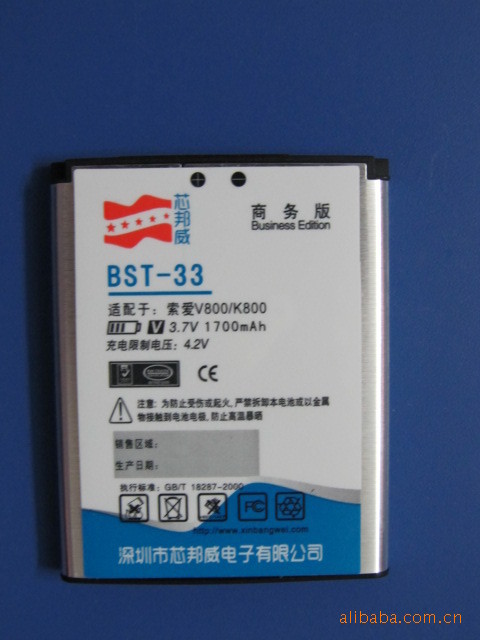 芯邦威
商务版
Business Edition
BST-33
适配于：索爱V800/K800
3.7V 1700mAh
充电限制电压：4.2V
CE
注意：为防止受伤或起火，严禁拆卸本电池或以金属
物接触到电池电极，防止高温暴晒
销售区域：
生产日期：
执行标准：GB/T 18287-2000
http://www.xinbangwei.com
深圳市芯邦威电子有限公司
alibaba.com.cn